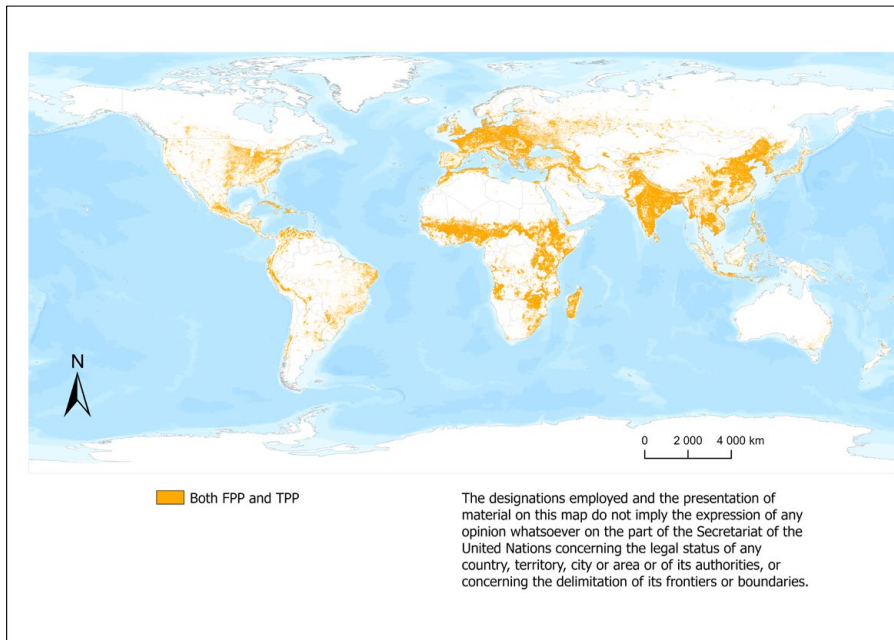 N
0 2 000 4 000 km
Both FPP and TPP
The designations employed and the presentation of
material on this map do not imply the expression of any
opinion whatsoever on the part of the Secretariat of the
United Nations concerning the legal status of any
country, territory, city or area or of its authorities, or
concerning the delimitation of its frontiers or boundaries.